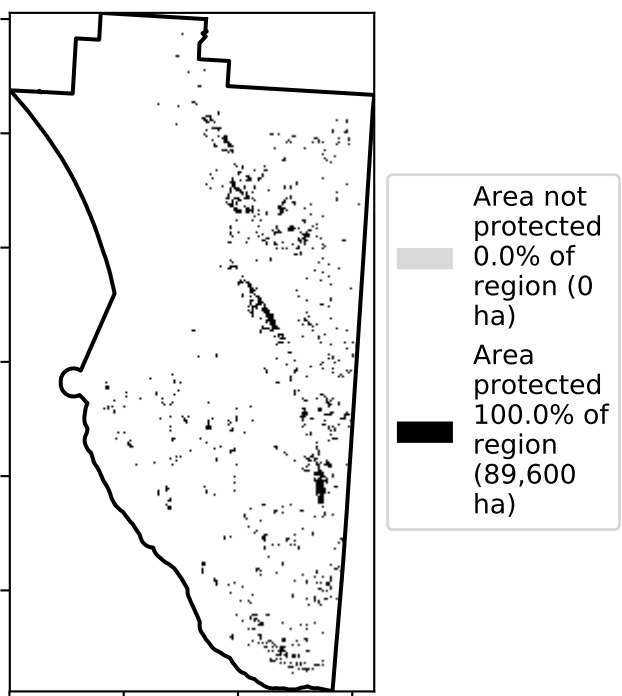 Area not
protected
0.0% of
region (0
ha)
Area
protected
100.0% of
region
(89,600
ha)